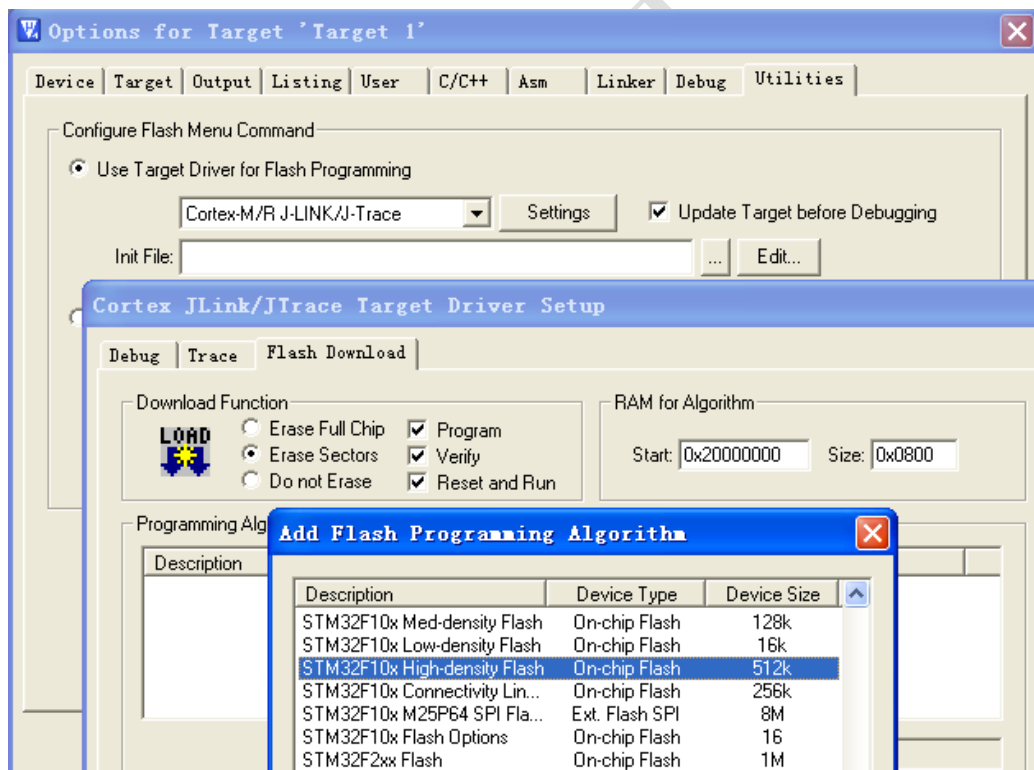 Options for Target 'Target 1'
Device Target Output Listing User C/C++ Asm Linker Debug Utilities
Configure Flash Menu Command
Use Target Driver for Flash Programming
Cortex-M/R J-LINK/J-Trace Settings Update Target before Debugging
Init File: ... Edit...
Cortex JLink/JTrace Target Driver Setup
Debug Trace Flash Download
Download Function
LOAD
Erase Full Chip Program
Erase Sectors Verify
Do not Erase Reset and Run
RAM for Algorithm
Start: 0x20000000 Size: 0x0800
Programming Alg
Description
Add Flash Programming Algorithm
Description Device Type Device Size
STM32F10x Med-density Flash On-chip Flash 128k
STM32F10x Low-density Flash On-chip Flash 16k
STM32F10x High-density Flash On-chip Flash 512k
STM32F10x Connectivity Lin... On-chip Flash 256k
STM32F10x M25P64 SPI Fla... Ext. Flash SPI 8M
STM32F10x Flash Options On-chip Flash 16
STM32F2xx Flash On-chip Flash 1M